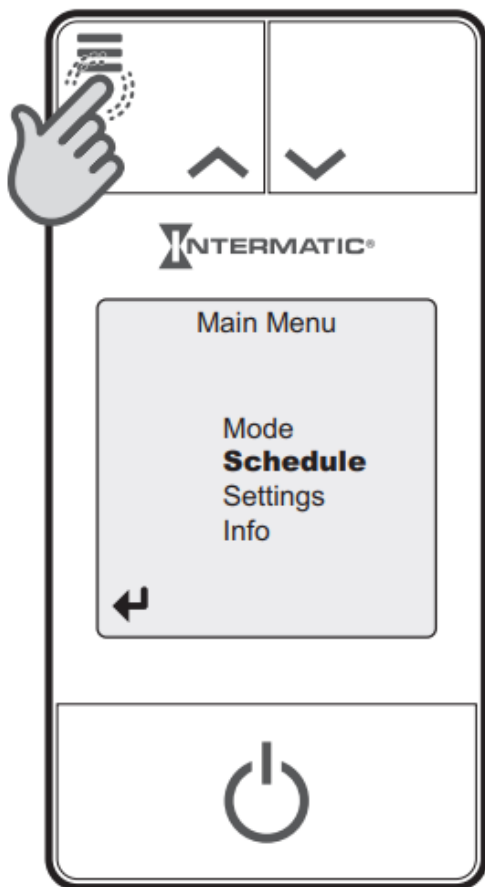 INTERMATIC®
Main Menu
Mode
Schedule
Settings
Info